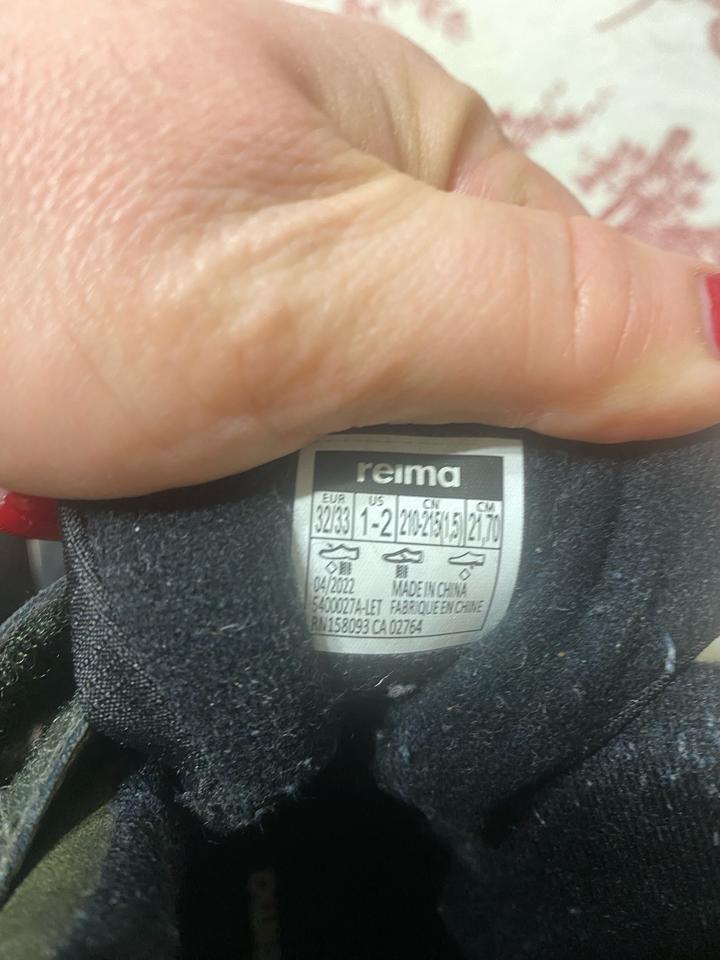 reima
EUR US CN CM
32/33 1-2 210-215(1,5) 21,70
04/2022 MADE IN CHINA
5400027A-LET FABRIQUE EN CHINE
RN158093 CA 02764